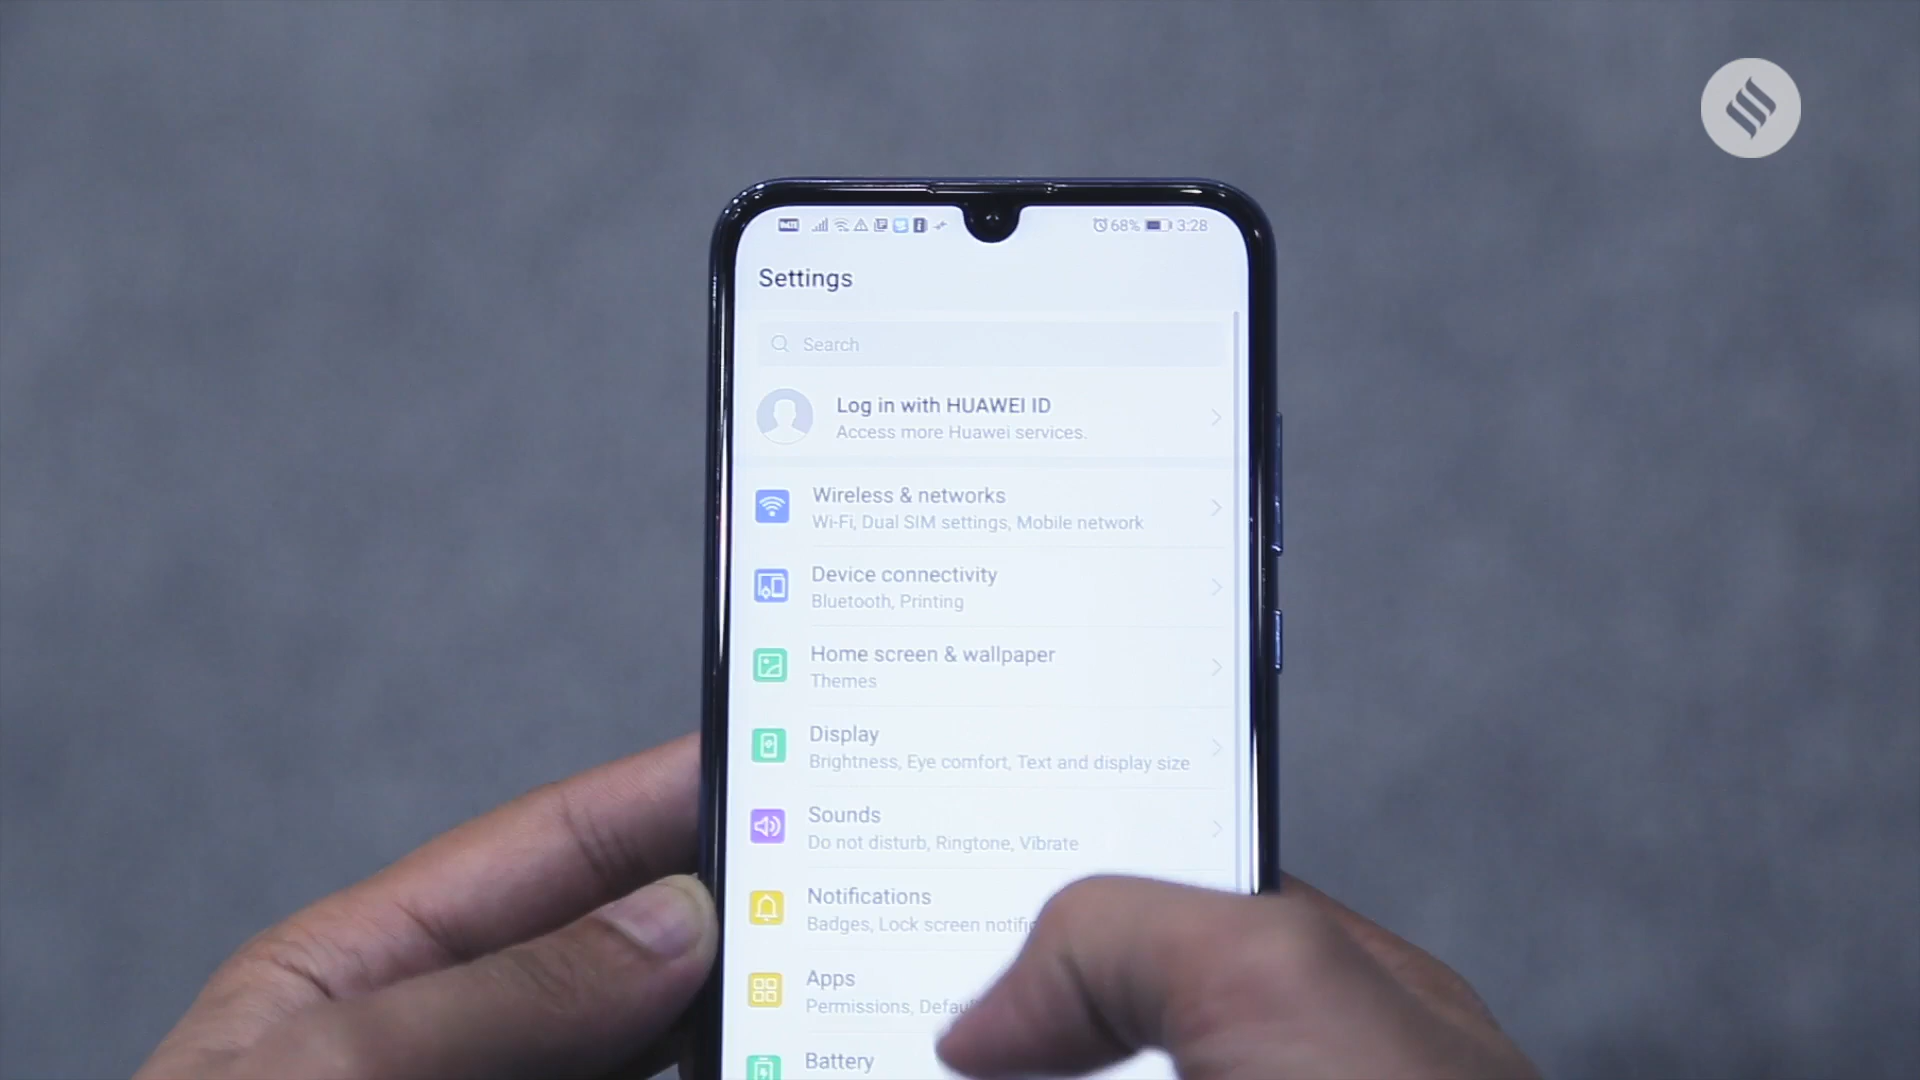 68% 3:28
Settings
Search
Log in with HUAWEI ID
Access more Huawei services.
Wireless & networks
Wi-Fi, Dual SIM settings, Mobile network
Device connectivity
Bluetooth, Printing
Home screen & wallpaper
Themes
Display
Brightness, Eye comfort, Text and display size
Sounds
Do not disturb, Ringtone, Vibrate
Notifications
Badges, Lock screen
Apps
Permissions,
Battery